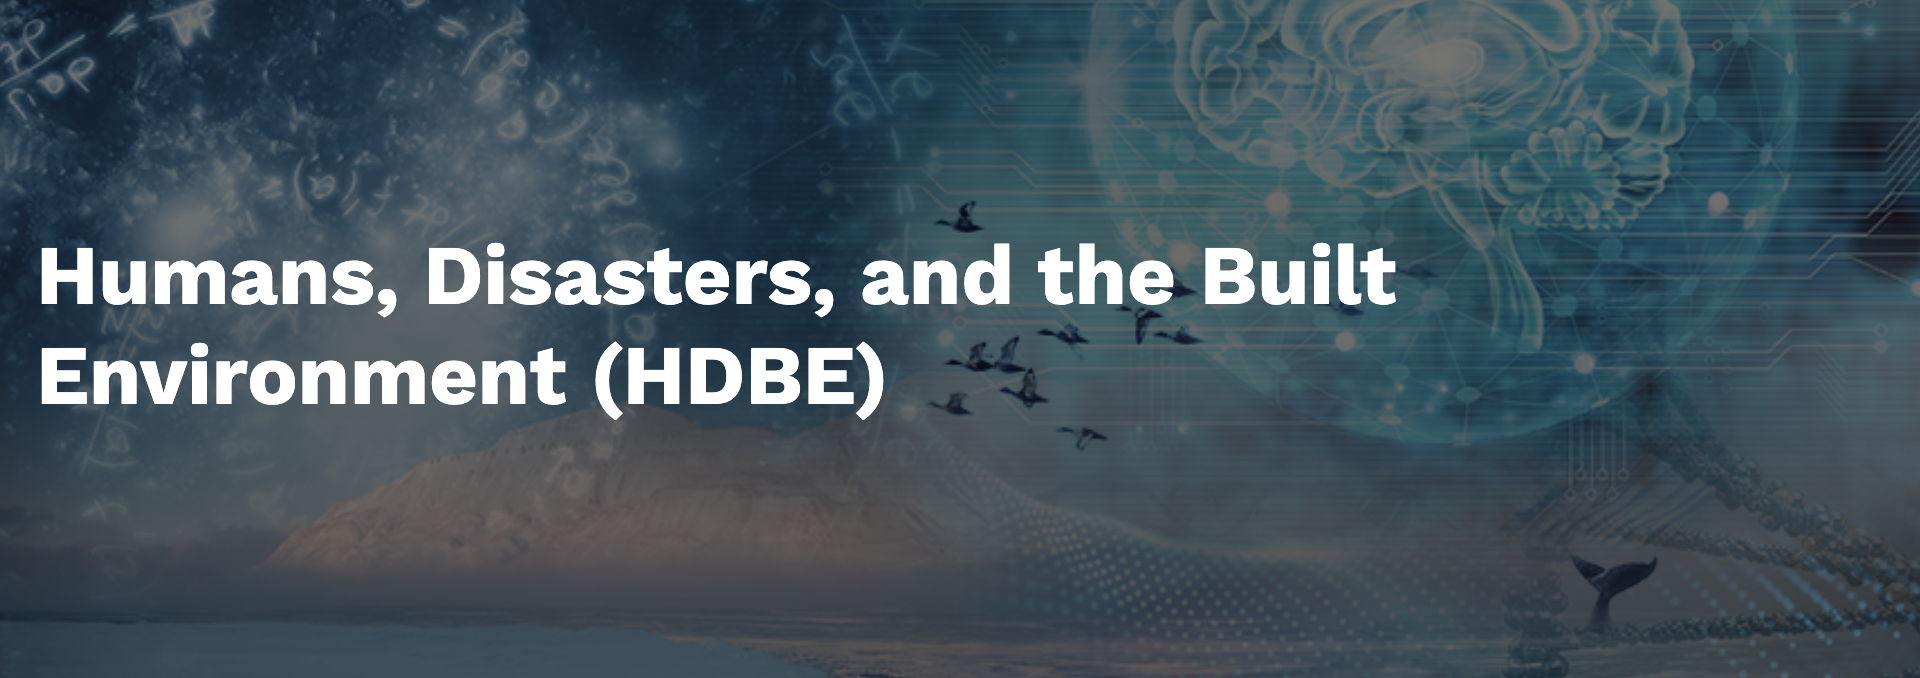 Humans, Disasters, and the Built
Environment (HDBE)